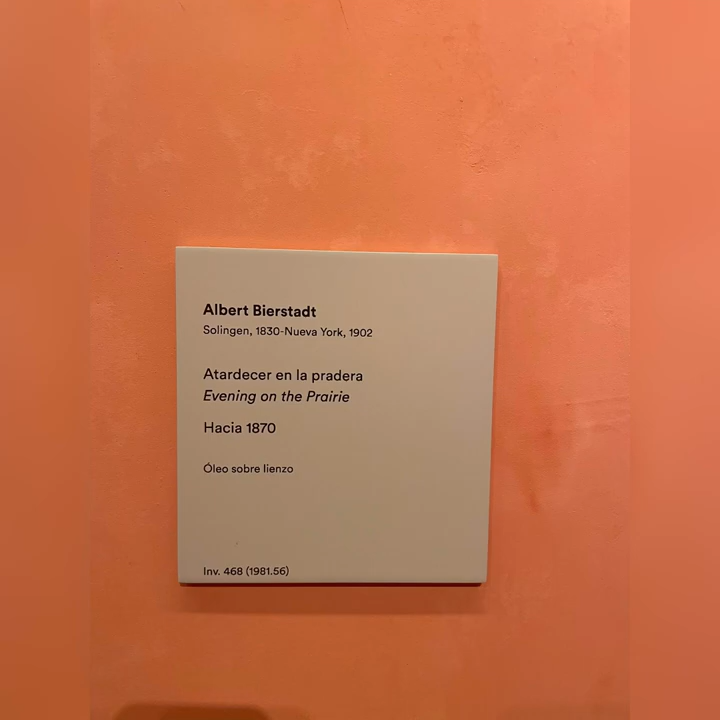 Albert Bierstadt
Solingen, 1830-Nueva York, 1902
Atardecer en la pradera
Evening on the Prairie
Hacia 1870
Óleo sobre lienzo
Inv. 468 (1981.56)